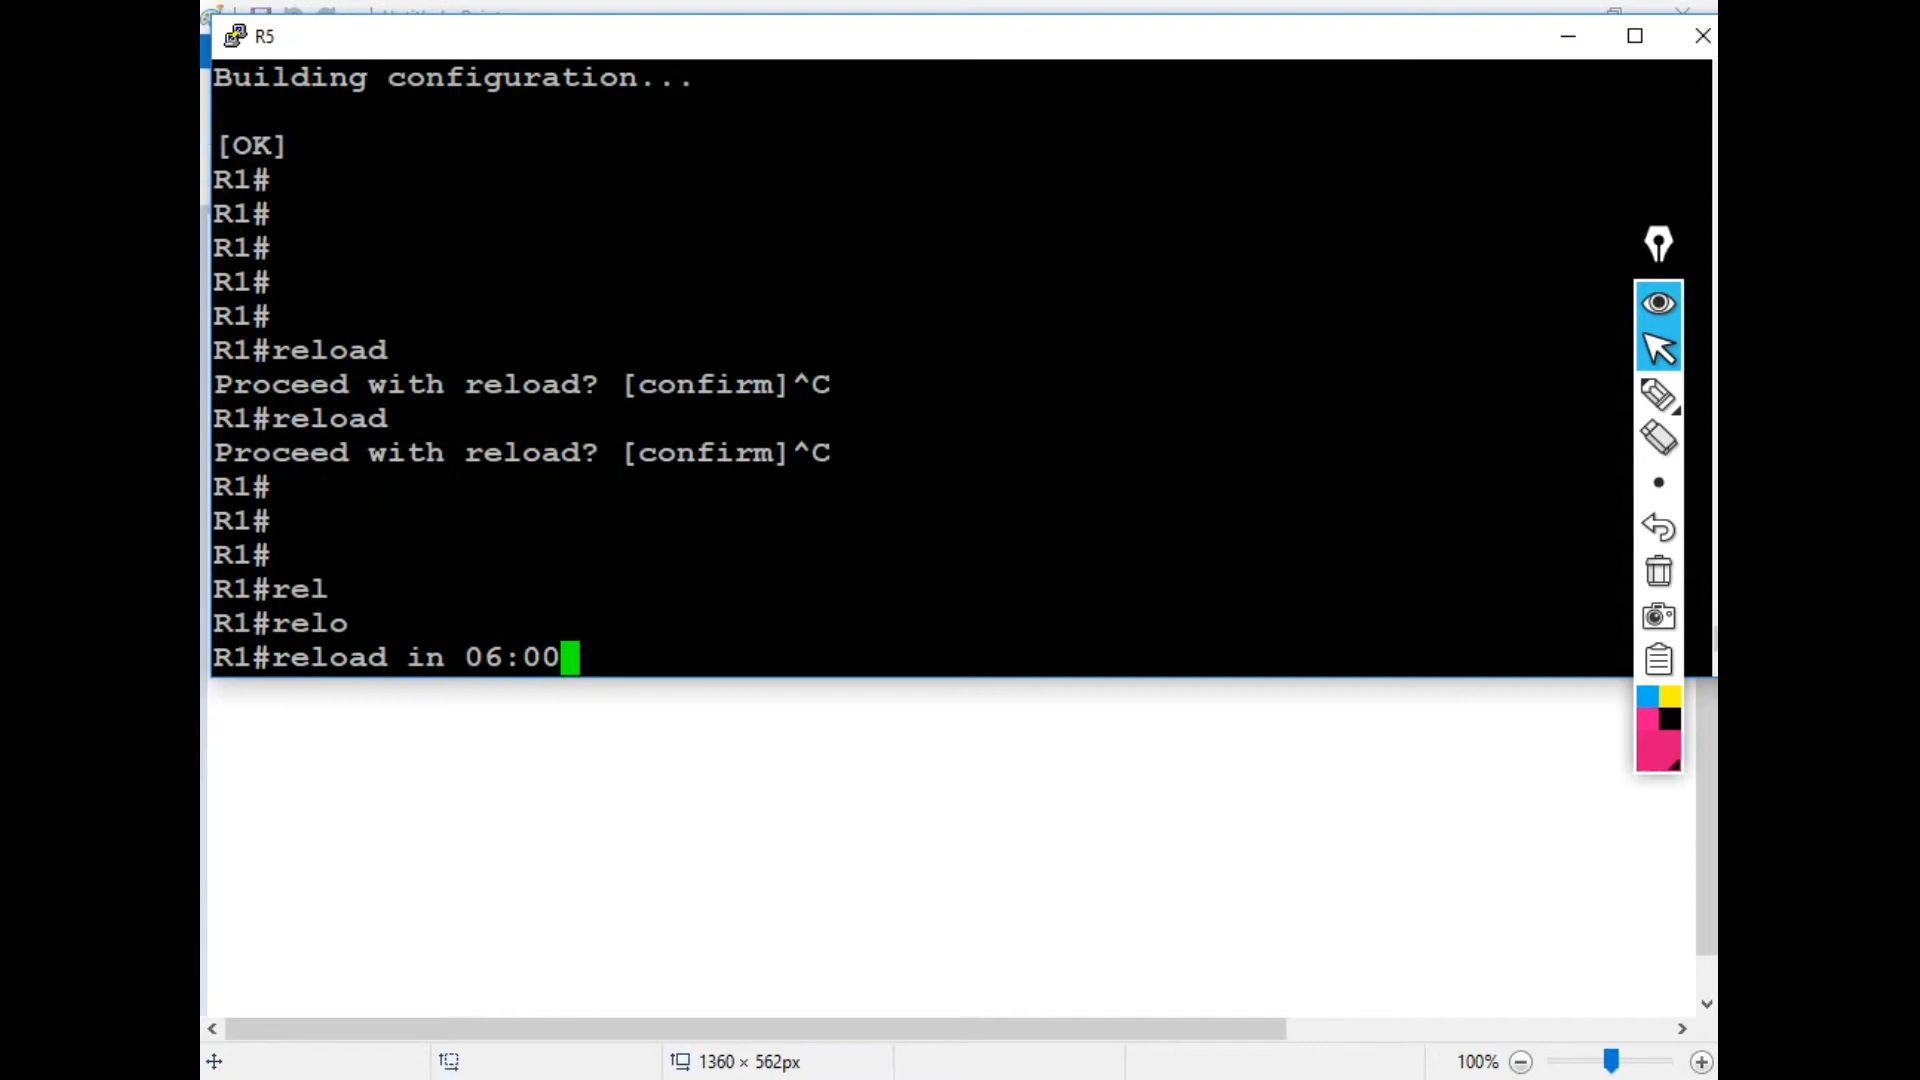 R5
Building configuration...
[OK]
R1#
R1#
R1#
R1#
R1#
R1#reload
Proceed with reload? [confirm]^C
R1#reload
Proceed with reload? [confirm]^C
R1#
R1#
R1#
R1#rel
R1#relo
R1#reload in 06:00
1360 × 562px
100%